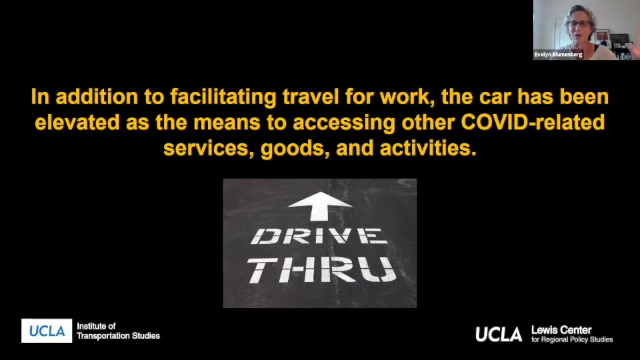 Evelyn Blumenberg
In addition to facilitating travel for work, the car has been
elevated as the means to accessing other COVID-related
services, goods, and activities.
DRIVE
THRU
UCLA
Institute of
Transportation Studies
UCLA
Lewis Center
for Regional Policy Studies